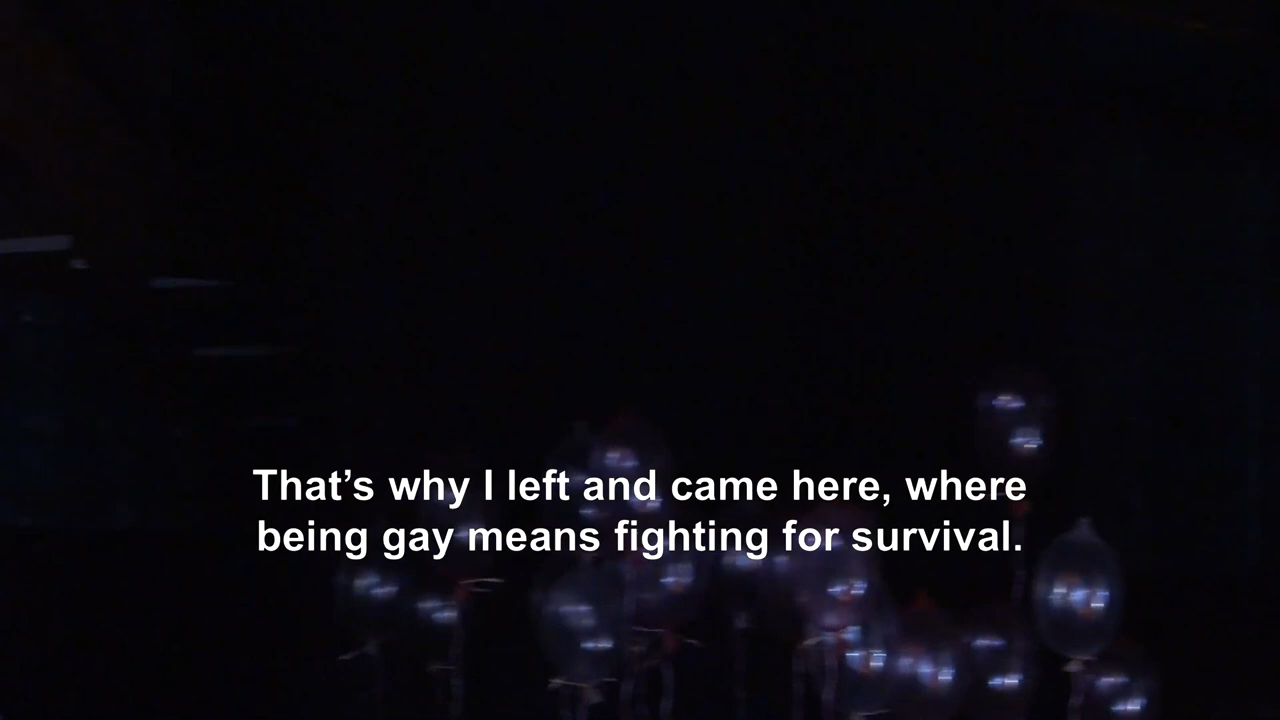 That’s why I left and came here, where
being gay means fighting for survival.